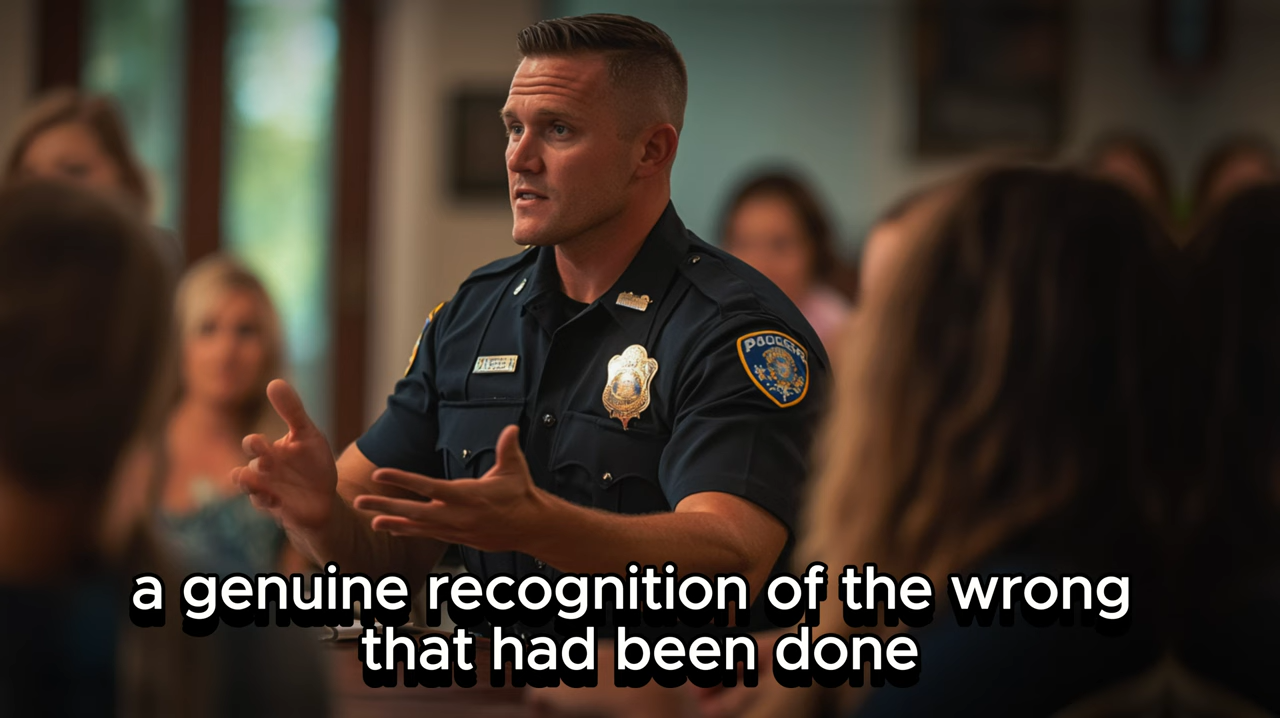 a genuine recognition of the wrong
that had been done